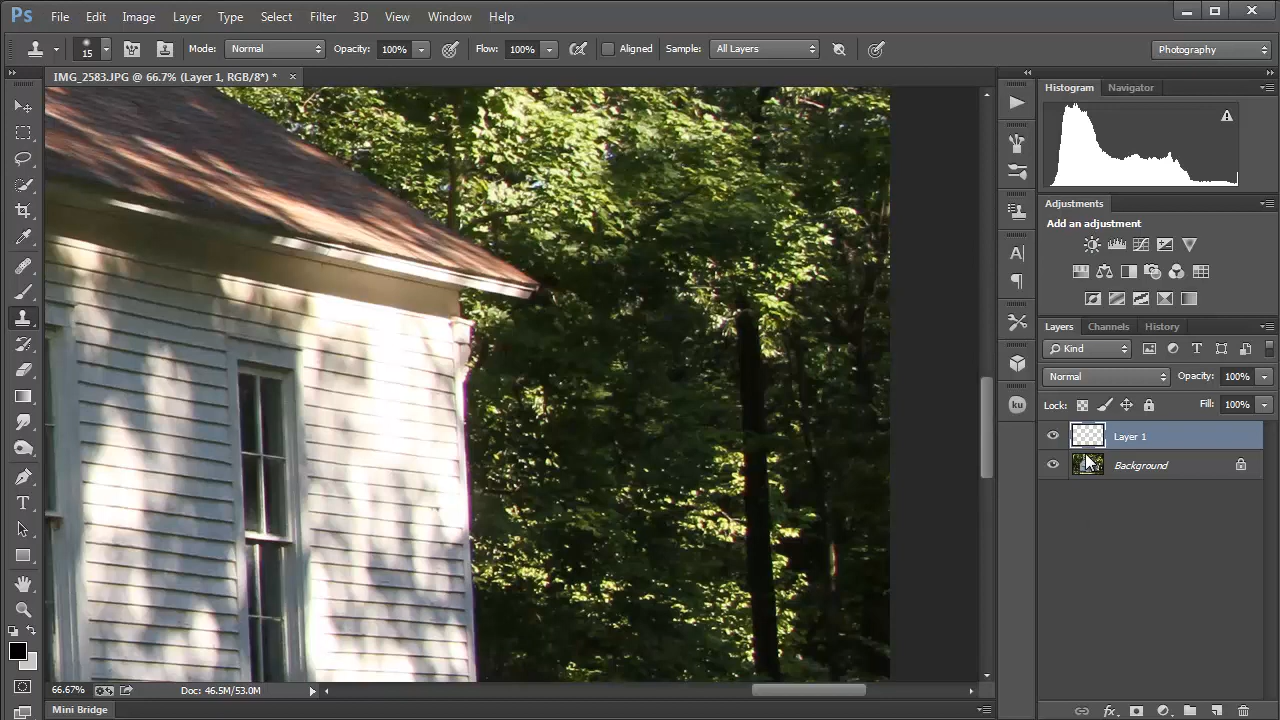 Ps File Edit Image Layer Type Select Filter 3D View Window Help
15 Mode: Normal Opacity: 100% Flow: 100% Aligned Sample: All Layers Photography
IMG_2583.JPG @ 66.7% (Layer 1, RGB/8*) * ×
Histogram Navigator
Adjustments
Add an adjustment
Layers Channels History
Kind
Normal Opacity: 100%
Lock: Fill: 100%
Layer 1
Background
ku
66.67% Doc: 46.5M/53.0M
Mini Bridge